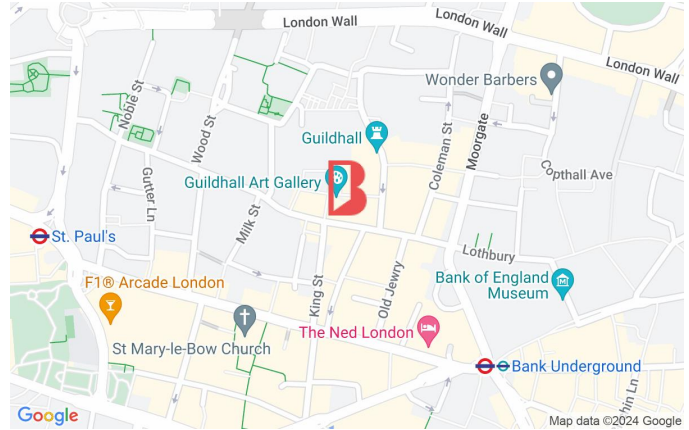 London Wall
London Wall
London Wall
Wonder Barbers
Noble St
Wood St
Guildhall
Coleman St
Moorgate
Copthall Ave
Gutter Ln
Guildhall Art Gallery
B
Milk St
St. Paul's
Lothbury
King St
Old Jewry
Bank of England
Museum
F1® Arcade London
The Ned London
St Mary-le-Bow Church
Bank Underground
Google
Map data ©2024 Google